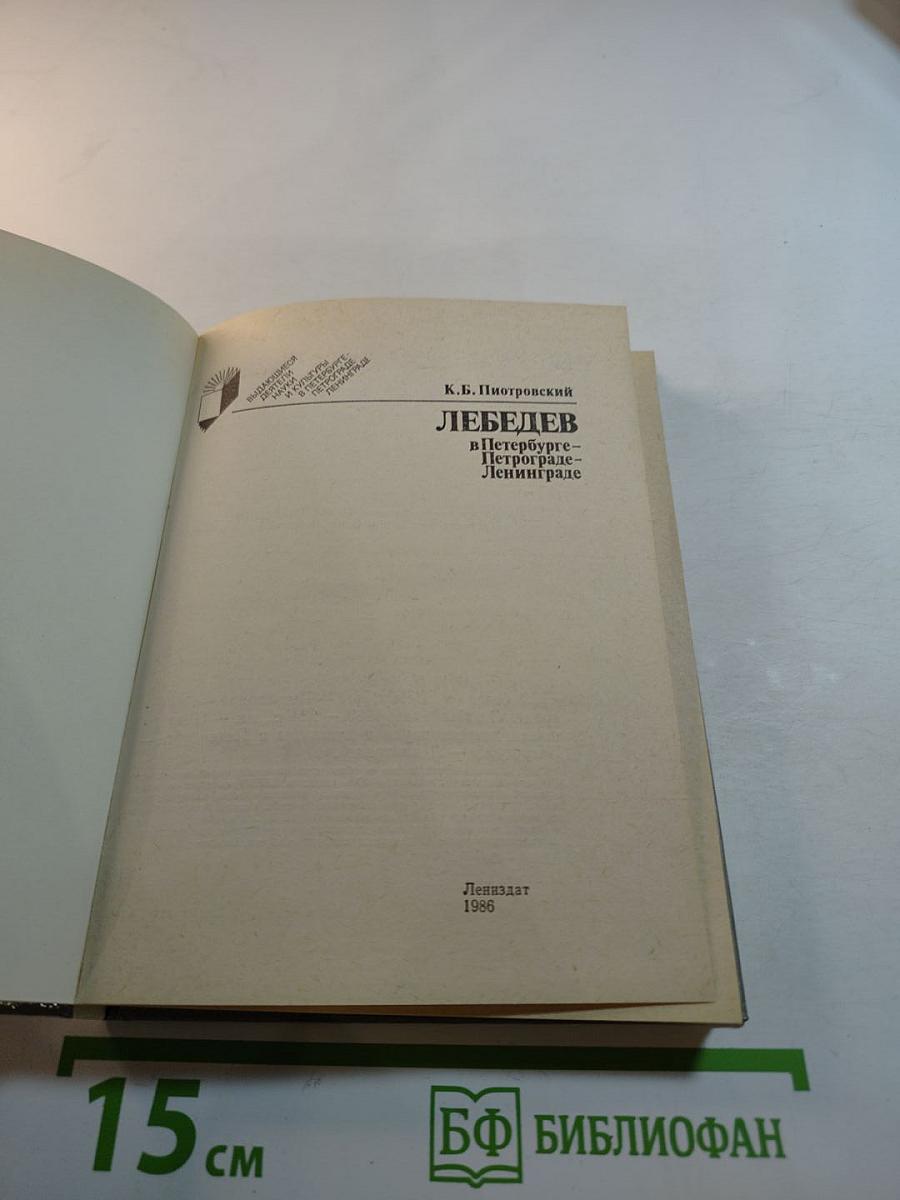 ВЫДАЮЩИЕСЯ
ДЕЯТЕЛИ
НАУКИ
И КУЛЬТУРЫ
В ПЕТЕРБУРГЕ-
ПЕТРОГРАДЕ
ЛЕНИНГРАДЕ
К. Б. Пиотровский
ЛЕБЕДЕВ
в Петербурге–
Петрограде–
Ленинграде
Лениздат
1986
15 см
БФ БИБЛИОФАН